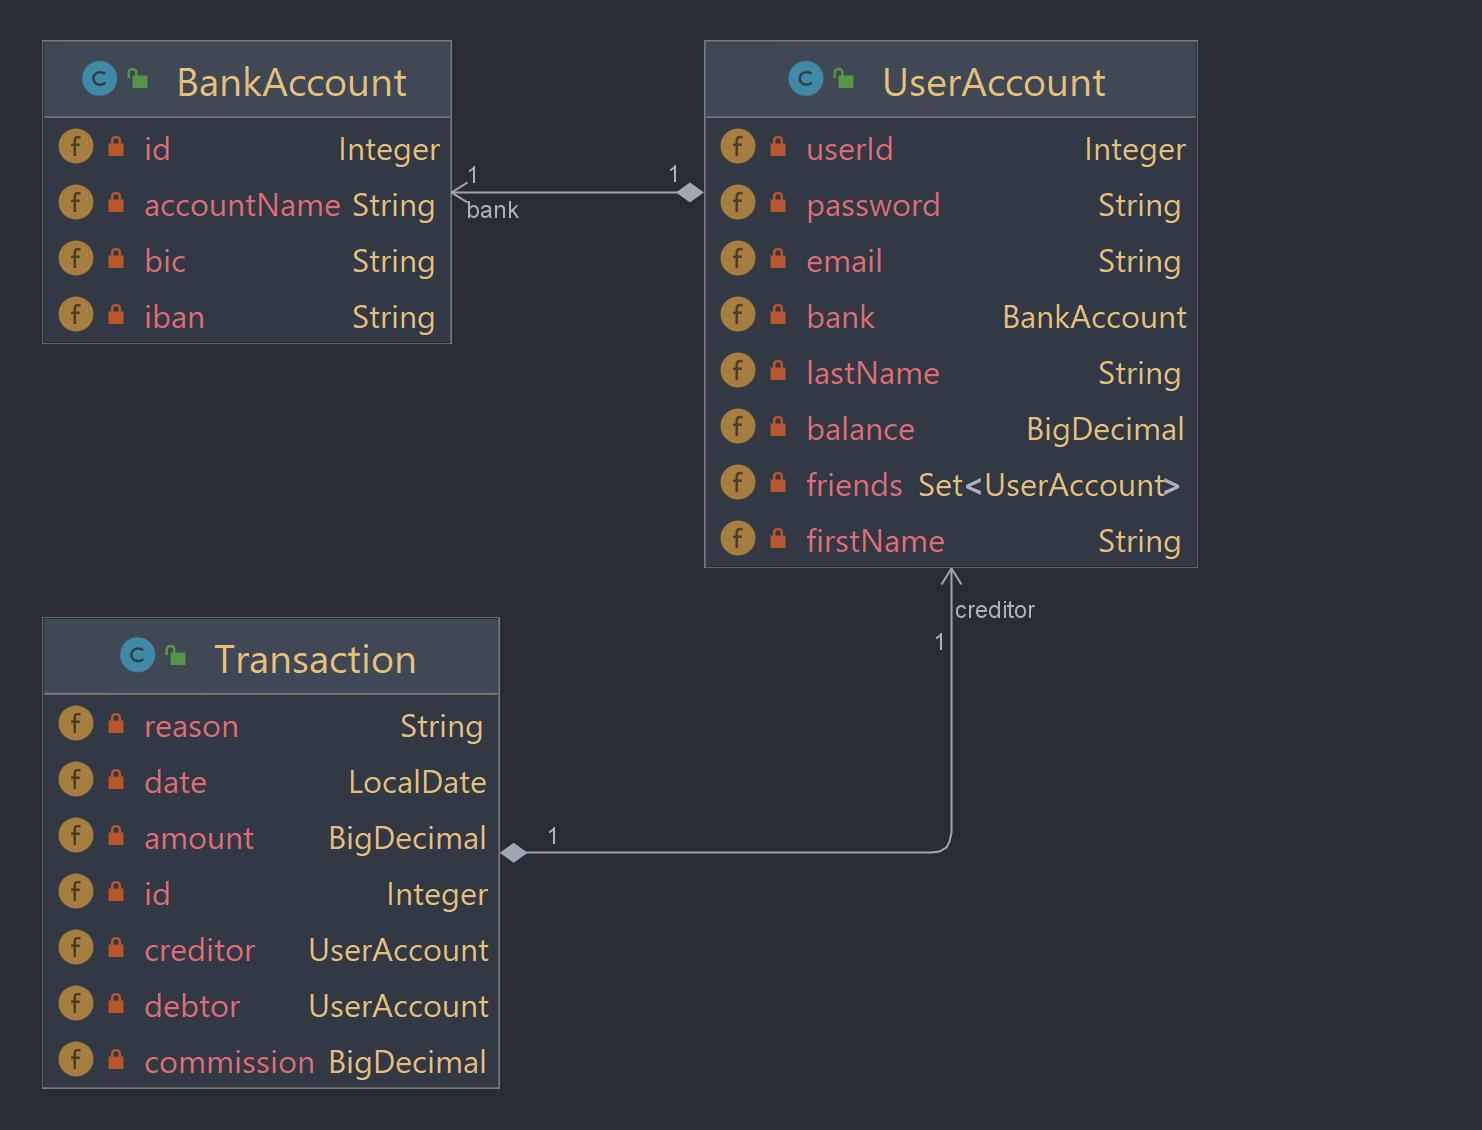 BankAccount
id Integer
accountName String
bic String
iban String
1 1
bank
UserAccount
userId Integer
password String
email String
bank BankAccount
lastName String
balance BigDecimal
friends Set<UserAccount>
firstName String
creditor
1
Transaction
reason String
date LocalDate
amount BigDecimal
id Integer
creditor UserAccount
debtor UserAccount
commission BigDecimal
1